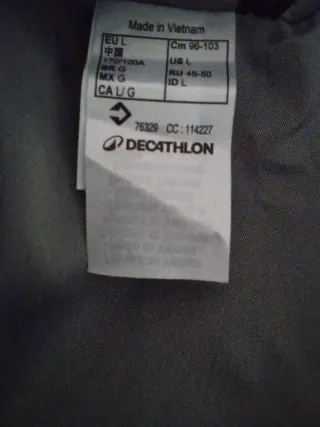 Made in Vietnam
EU L
Cm 96-103
中国
170/100A
US L
BR G
RU 48-50
MX G
ID L
CA L/ G
76329 CC : 114227
DECATHLON